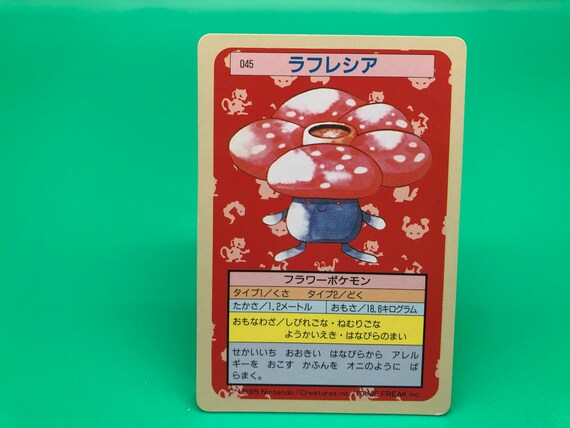 045 ラフレシア
フラワーポケモン
タイプ1/くさ タイプ2/どく
たかさ/1.2メートル おもさ/18.6キログラム
おもなわざ/しびれごな・ねむりごな
ようかいえき・はなびらのまい
せかいいち おおきい はなびらから アレル
ギーを おこす かふんを オニのように ば
らまく。
©1995 Nintendo/Creatures inc./GAME FREAK inc.